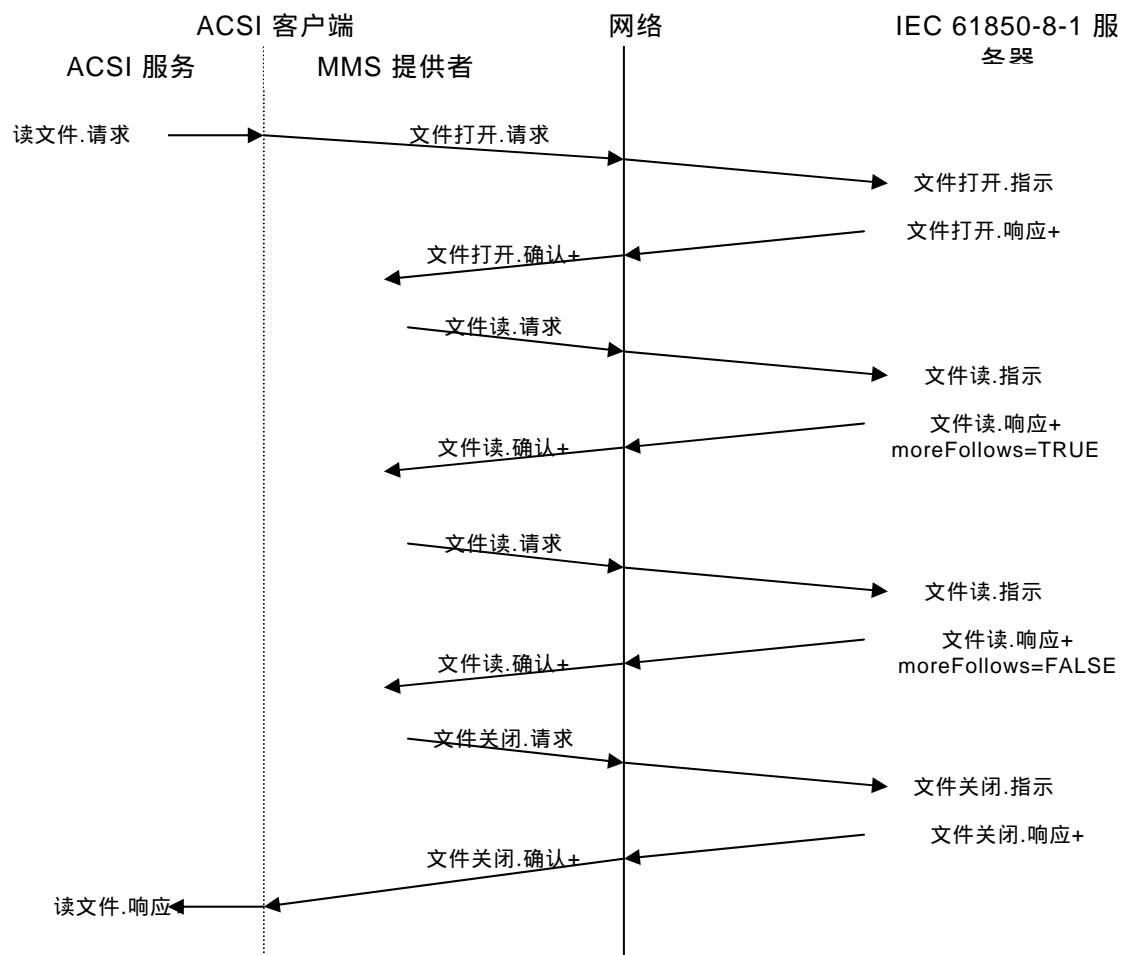 ACSI 客户端
网络
IEC 61850-8-1 服
务器
ACSI 服务
MMS 提供者
读文件.请求
文件打开.请求
文件打开.指示
文件打开.响应+
文件打开.确认+
文件读.请求
文件读.指示
文件读.响应+
moreFollows=TRUE
文件读.确认+
文件读.请求
文件读.指示
文件读.响应+
moreFollows=FALSE
文件读.确认+
文件关闭.请求
文件关闭.指示
文件关闭.响应+
文件关闭.确认+
读文件.响应